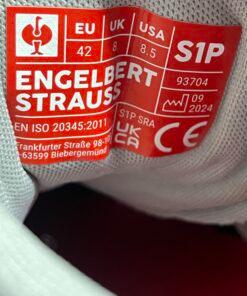 EU UK USA
42 8 8.5
S1P
ENGELBERT
STRAUSS
93704
09
2024
EN ISO 20345:2011
S1P SRA
UK
CA
CE
Frankfurter Straße 98-
-63599 Biebergemünd